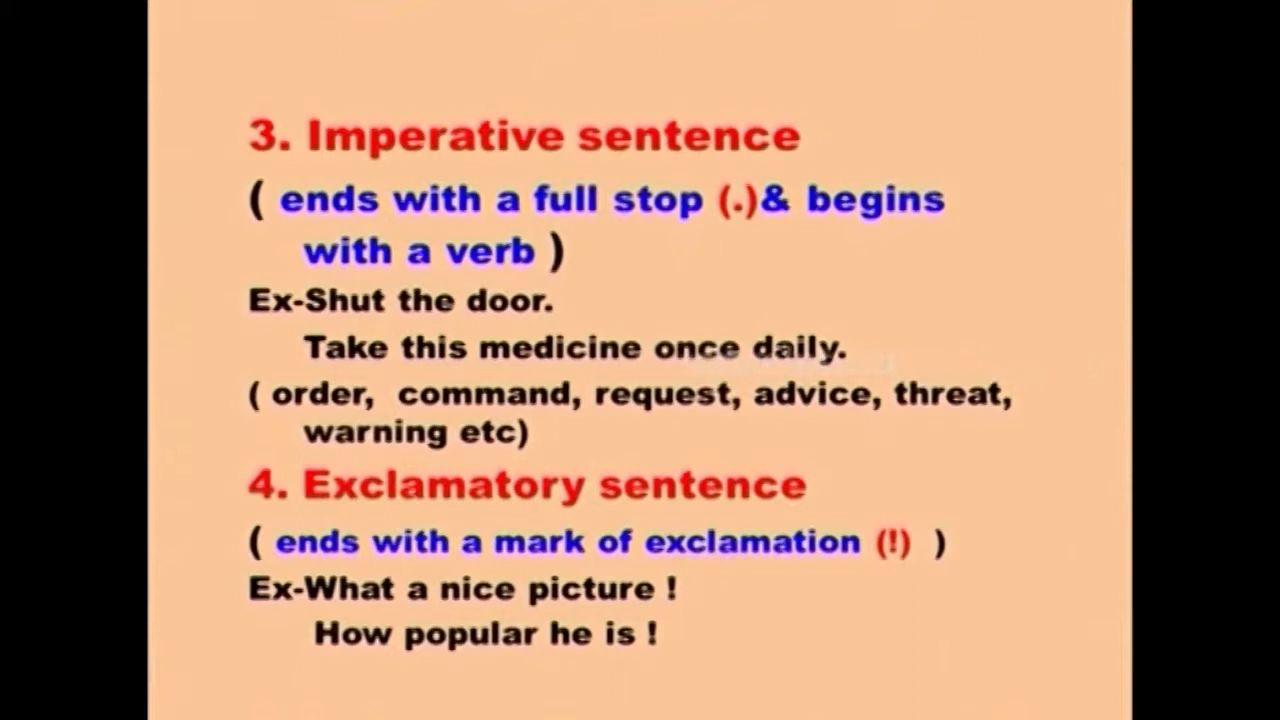 3. Imperative sentence
( ends with a full stop (.)& begins
with a verb )
Ex-Shut the door.
Take this medicine once daily.
( order, command, request, advice, threat,
warning etc)
4. Exclamatory sentence
( ends with a mark of exclamation (!) )
Ex-What a nice picture !
How popular he is !